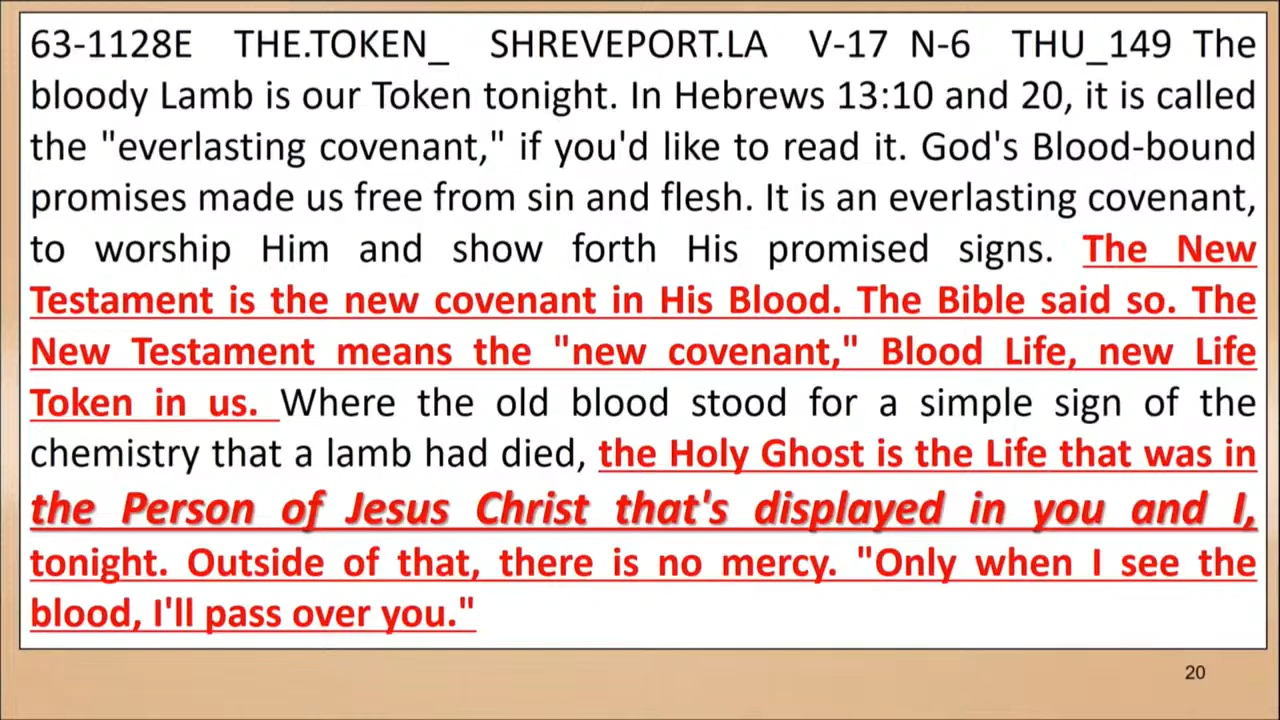 63-1128E THE.TOKEN_ SHREVEPORT.LA V-17 N-6 THU_149 The
bloody Lamb is our Token tonight. In Hebrews 13:10 and 20, it is called
the "everlasting covenant," if you'd like to read it. God's Blood-bound
promises made us free from sin and flesh. It is an everlasting covenant,
to worship Him and show forth His promised signs. The New
Testament is the new covenant in His Blood. The Bible said so. The
New Testament means the "new covenant," Blood Life, new Life
Token in us. Where the old blood stood for a simple sign of the
chemistry that a lamb had died, the Holy Ghost is the Life that was in
the Person of Jesus Christ that's displayed in you and I,
tonight. Outside of that, there is no mercy. "Only when I see the
blood, I'll pass over you."
20